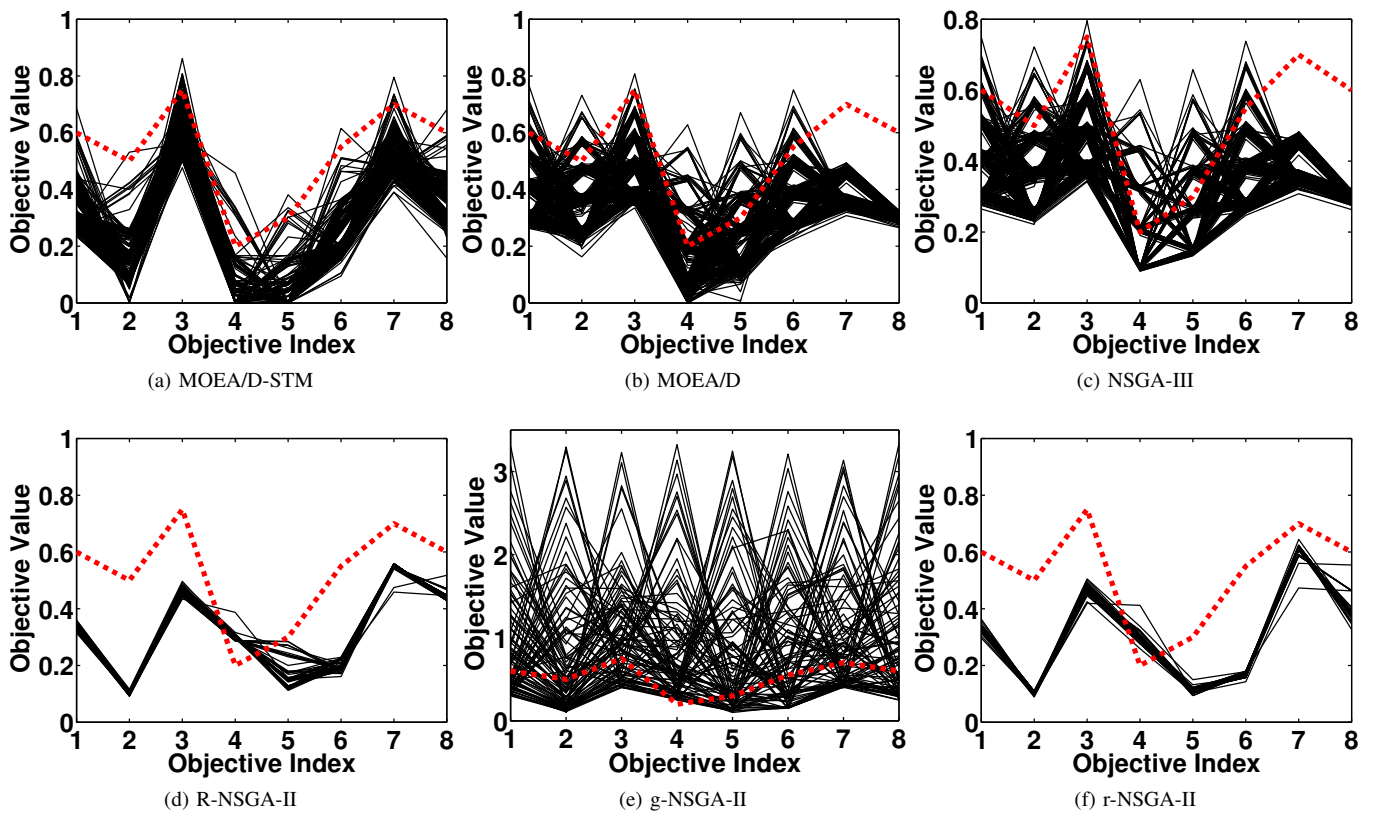 1
0.8
0.6
0.4
0.2
0
Objective Value
1 2 3 4 5 6 7 8
Objective Index
(a) MOEA/D-STM
1
0.8
0.6
0.4
0.2
0
Objective Value
1 2 3 4 5 6 7 8
Objective Index
(b) MOEA/D
0.8
0.6
0.4
0.2
0
Objective Value
1 2 3 4 5 6 7 8
Objective Index
(c) NSGA-III
1
0.8
0.6
0.4
0.2
0
Objective Value
1 2 3 4 5 6 7 8
Objective Index
(d) R-NSGA-II
3
2
1
0
Objective Value
1 2 3 4 5 6 7 8
Objective Index
(e) g-NSGA-II
1
0.8
0.6
0.4
0.2
0
Objective Value
1 2 3 4 5 6 7 8
Objective Index
(f) r-NSGA-II